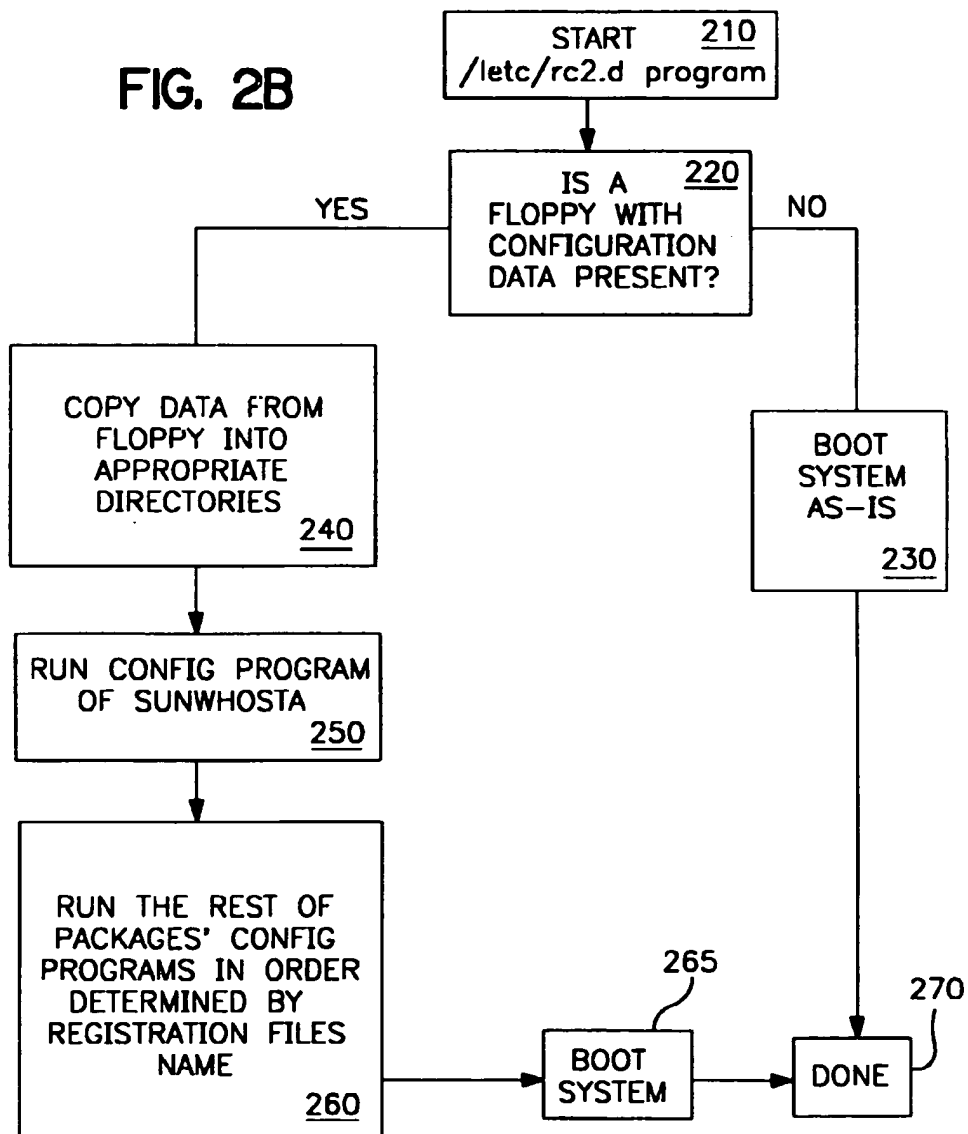 FIG. 2B
START 210
/letc/rc2.d program
220
IS A
FLOPPY WITH
CONFIGURATION
DATA PRESENT?
YES
NO
COPY DATA FROM
FLOPPY INTO
APPROPRIATE
DIRECTORIES
240
BOOT
SYSTEM
AS-IS
230
RUN CONFIG PROGRAM
OF SUNWHOSTA
250
RUN THE REST OF
PACKAGES' CONFIG
PROGRAMS IN ORDER
DETERMINED BY
REGISTRATION FILES
NAME
260
265
BOOT
SYSTEM
270
DONE